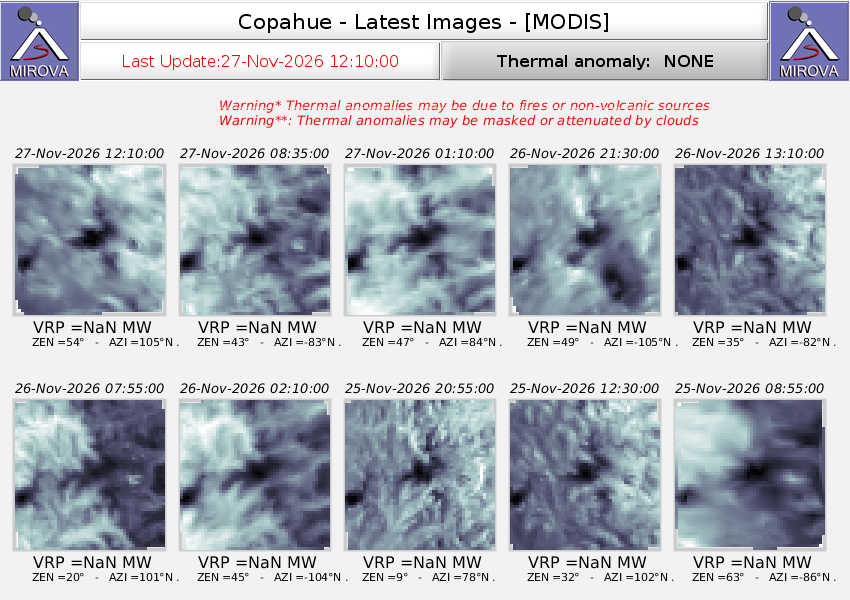 Copahue - Latest Images - [MODIS]
MIROVA
Last Update:27-Nov-2026 12:10:00
Thermal anomaly: NONE
MIROVA
Warning* Thermal anomalies may be due to fires or non-volcanic sources
Warning**: Thermal anomalies may be masked or attenuated by clouds
27-Nov-2026 12:10:00 27-Nov-2026 08:35:00 27-Nov-2026 01:10:00 26-Nov-2026 21:30:00 26-Nov-2026 13:10:00
VRP =NaN MW VRP =NaN MW VRP =NaN MW VRP =NaN MW VRP =NaN MW
ZEN =54° - AZI =105°N . ZEN =43° - AZI =-83°N . ZEN =47° - AZI =84°N . ZEN =49° - AZI =-105°N . ZEN =35° - AZI =-82°N .
26-Nov-2026 07:55:00 26-Nov-2026 02:10:00 25-Nov-2026 20:55:00 25-Nov-2026 12:30:00 25-Nov-2026 08:55:00
VRP =NaN MW VRP =NaN MW VRP =NaN MW VRP =NaN MW VRP =NaN MW
ZEN =20° - AZI =101°N . ZEN =45° - AZI =-104°N . ZEN =9° - AZI =78°N . ZEN =32° - AZI =102°N . ZEN =63° - AZI =-86°N .